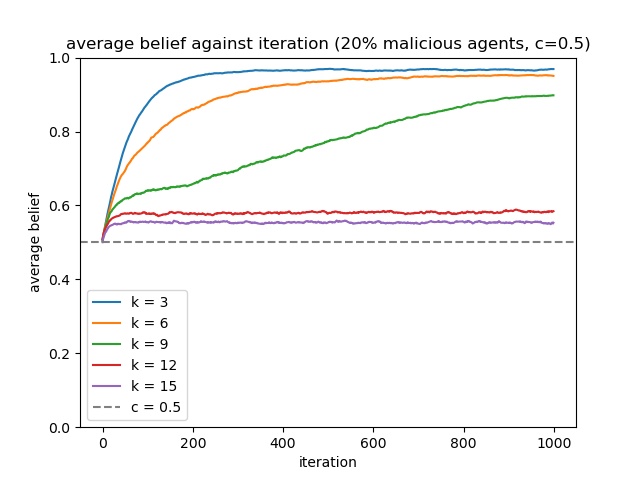 average belief against iteration (20% malicious agents, c=0.5)
1.0
0.8
0.6
0.4
0.2
0.0
average belief
k = 3
k = 6
k = 9
k = 12
k = 15
c = 0.5
0 200 400 600 800 1000
iteration